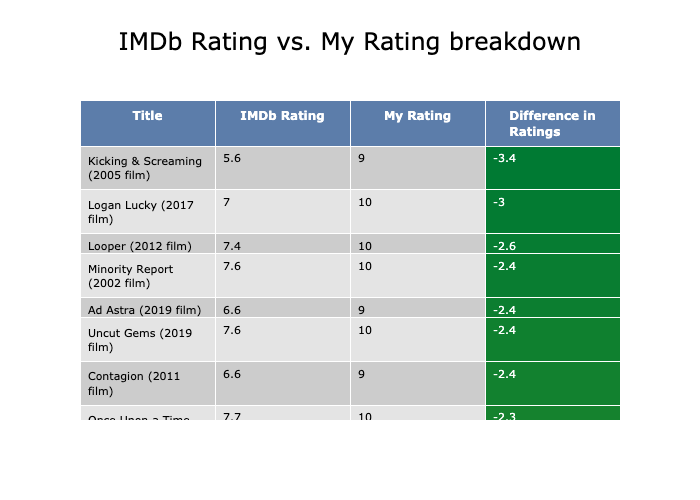 IMDb Rating vs. My Rating breakdown
Title IMDb Rating My Rating Difference in
Ratings
Kicking & Screaming 5.6 9 -3.4
(2005 film)
Logan Lucky (2017 7 10 -3
film)
Looper (2012 film) 7.4 10 -2.6
Minority Report 7.6 10 -2.4
(2002 film)
Ad Astra (2019 film) 6.6 9 -2.4
Uncut Gems (2019 7.6 10 -2.4
film)
Contagion (2011 6.6 9 -2.4
film)
Once Upon a Time 7.7 10 -2.3